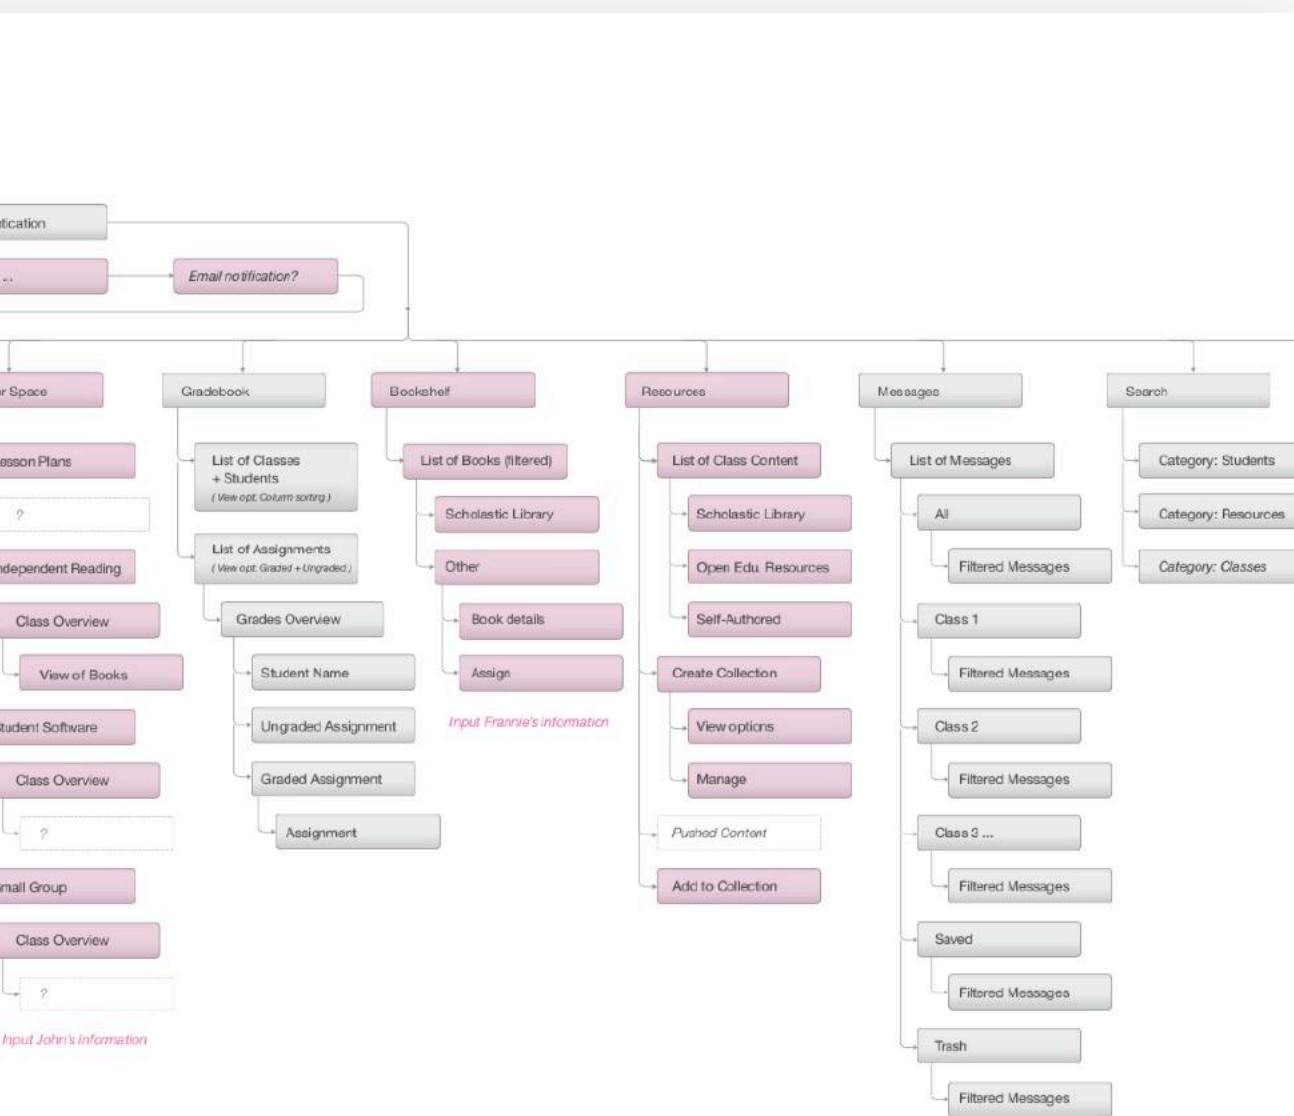 tication
...
Email notification?
r Space
Gradebook
Bookshelf
Resources
Messages
Search
esson Plans
?
ndependent Reading
Class Overview
View of Books
tudent Software
Class Overview
?
mall Group
Class Overview
?
Input John's information
List of Classes
+ Students
( View opt: Column sorting )
List of Assignments
( View opt: Graded + Ungraded )
Grades Overview
Student Name
Ungraded Assignment
Graded Assignment
Assignment
List of Books (filtered)
Scholastic Library
Other
Book details
Assign
Input Frannie's information
List of Class Content
Scholastic Library
Open Edu. Resources
Self-Authored
Create Collection
View options
Manage
Pushed Content
Add to Collection
List of Messages
All
Filtered Messages
Class 1
Filtered Messages
Class 2
Filtered Messages
Class 3 ...
Filtered Messages
Saved
Filtered Messages
Trash
Filtered Messages
Category: Students
Category: Resources
Category: Classes